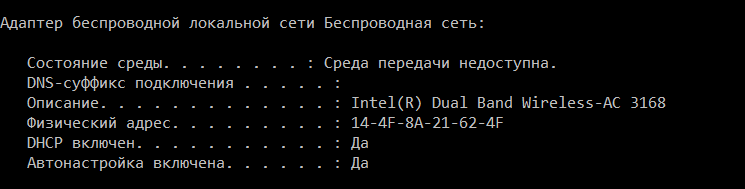 Адаптер беспроводной локальной сети Беспроводная сеть:
Состояние среды. . . . . . . . : Среда передачи недоступна.
DNS-суффикс подключения . . . . . :
Описание. . . . . . . . . . . . . : Intel(R) Dual Band Wireless-AC 3168
Физический адрес. . . . . . . . . : 14-4F-8A-21-62-4F
DHCP включен. . . . . . . . . . . : Да
Автонастройка включена. . . . . . : Да